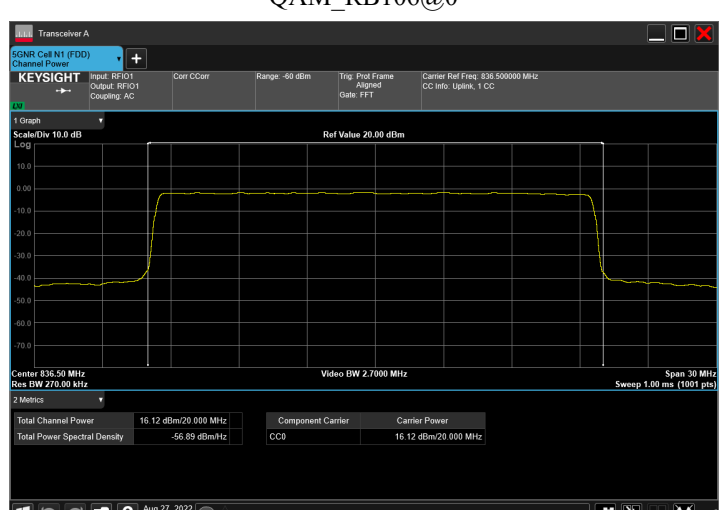 QAM_RB106@0
Transceiver A
5GNR Cell N1 (FDD)
Channel Power
KEYSIGHT
Input: RFIO1
Output: RFIO1
Coupling: AC
Corr CCorr
Range: -60 dBm
Trig: Prot Frame
Aligned
Gate: FFT
Carrier Ref Freq: 836.500000 MHz
CC Info: Uplink, 1 CC
LXI
1 Graph
Scale/Div 10.0 dB
Ref Value 20.00 dBm
Log
10.0
0.00
-10.0
-20.0
-30.0
-40.0
-50.0
-60.0
-70.0
Center 836.50 MHz
Video BW 2.7000 MHz
Span 30 MHz
Res BW 270.00 kHz
Sweep 1.00 ms (1001 pts)
2 Metrics
Total Channel Power 16.12 dBm/20.000 MHz
Total Power Spectral Density -56.89 dBm/Hz
Component Carrier Carrier Power
CC0 16.12 dBm/20.000 MHz
Aug 27, 2022